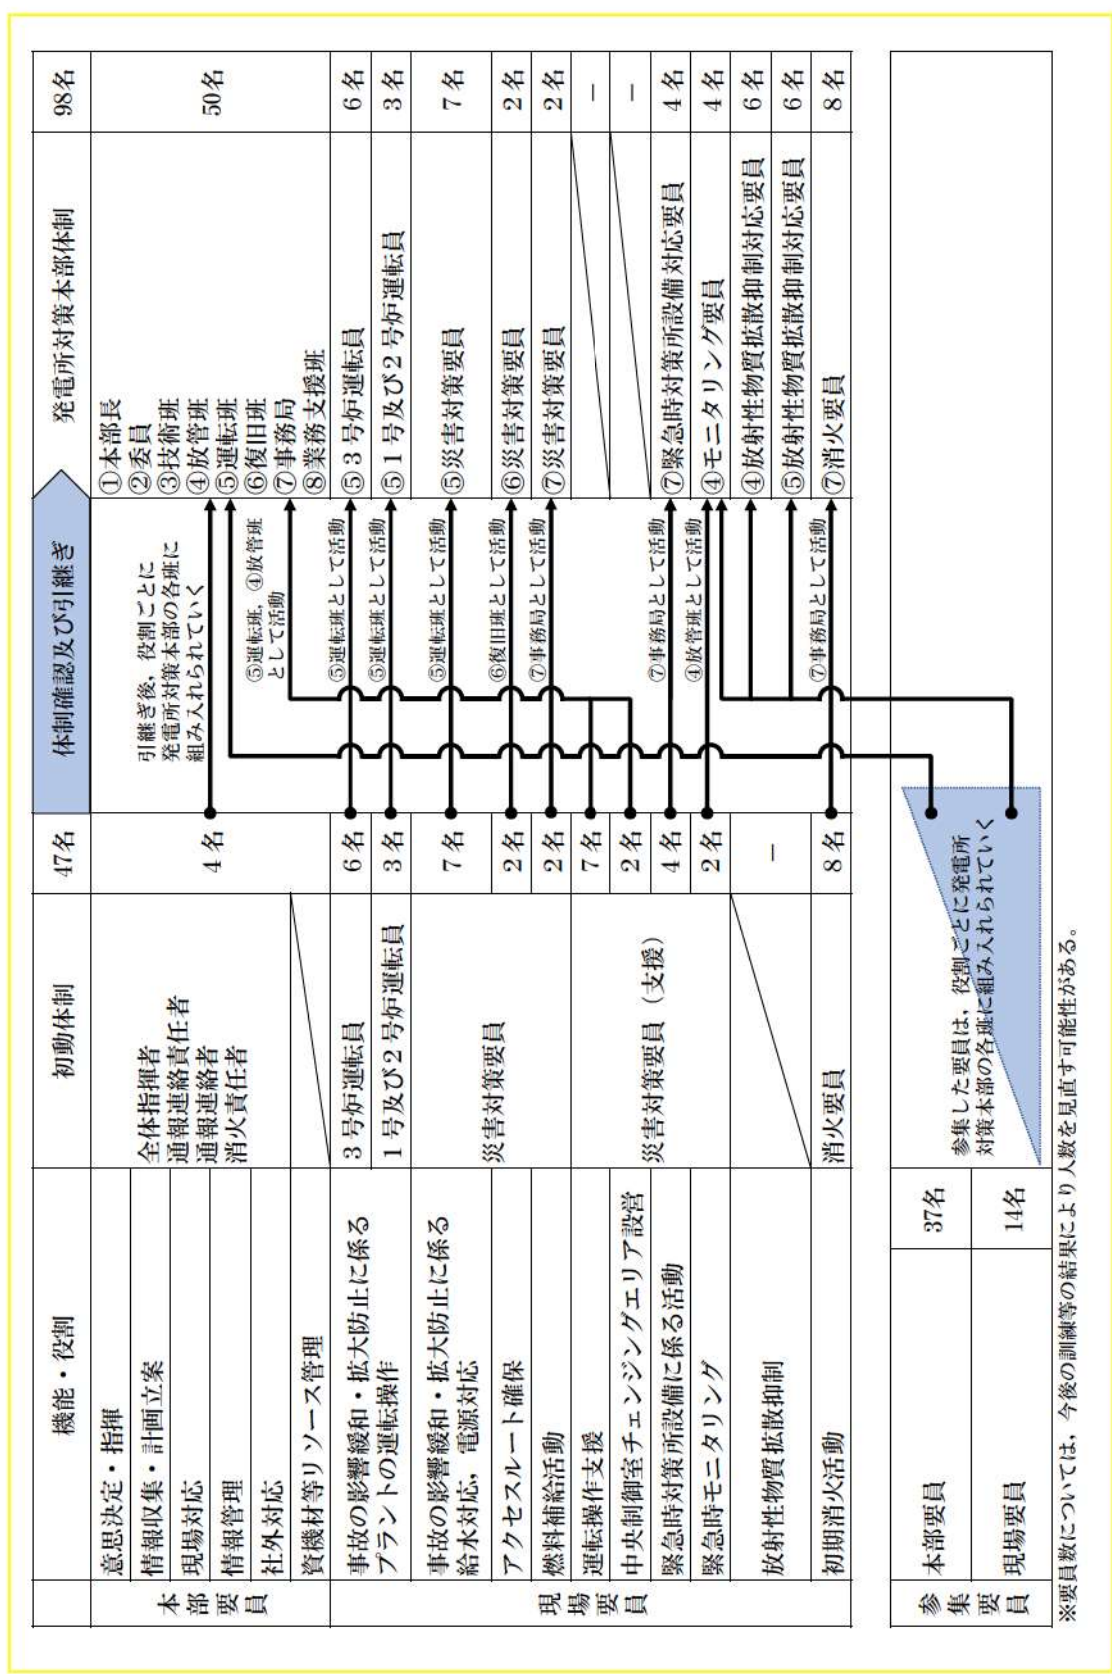 機能・役割
初動体制
47名
体制確認及び引継ぎ
発電所対策本部体制
98名
本部要員
意思決定・指揮
情報収集・計画立案
現場対応
情報管理
社外対応
資機材等リソース管理
全体指揮者
通報連絡責任者
通報連絡者
消火責任者
4名
引継ぎ後，役割ごとに
発電所対策本部の各班に
組み入れられていく
⑤運転班，④放管班
として活動
①本部長
②委員
③技術班
④放管班
⑤運転班
⑥復旧班
⑦事務局
⑧業務支援班
50名
現場要員
事故の影響緩和・拡大防止に係る
プラントの運転操作
3号炉運転員
6名
⑤運転班として活動
⑤3号炉運転員
6名
1号及び2号炉運転員
3名
⑤運転班として活動
⑤1号及び2号炉運転員
3名
事故の影響緩和・拡大防止に係る
給水対応，電源対応
災害対策要員
7名
⑤運転班として活動
⑤災害対策要員
7名
アクセスルート確保
2名
⑥復旧班として活動
⑥災害対策要員
2名
燃料補給活動
2名
⑦事務局として活動
⑦災害対策要員
2名
運転操作支援
災害対策要員（支援）
7名
－
中央制御室チェンジングエリア設営
2名
－
緊急時対策所設備に係る活動
4名
⑦事務局として活動
⑦緊急時対策所設備対応要員
4名
緊急時モニタリング
2名
④放管班として活動
④モニタリング要員
4名
放射性物質拡散抑制
－
④放射性物質拡散抑制対応要員
6名
⑤放射性物質拡散抑制対応要員
6名
初期消火活動
消火要員
8名
⑦事務局として活動
⑦消火要員
8名
参集要員
本部要員
37名
現場要員
14名
参集した要員は，役割ごとに発電所
対策本部の各班に組み入れられていく
※要員数については，今後の訓練等の結果により人数を見直す可能性がある。